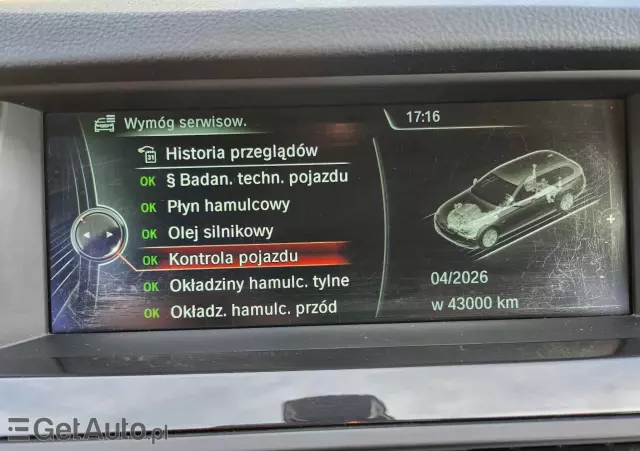 Wymóg serwisow.
17:16
31
Historia przeglądów
OK § Badan. techn. pojazdu
OK Płyn hamulcowy
OK Olej silnikowy
OK Kontrola pojazdu
OK Okładziny hamulc. tylne
OK Okładz. hamulc. przód
04/2026
w 43000 km
GetAuto.pl